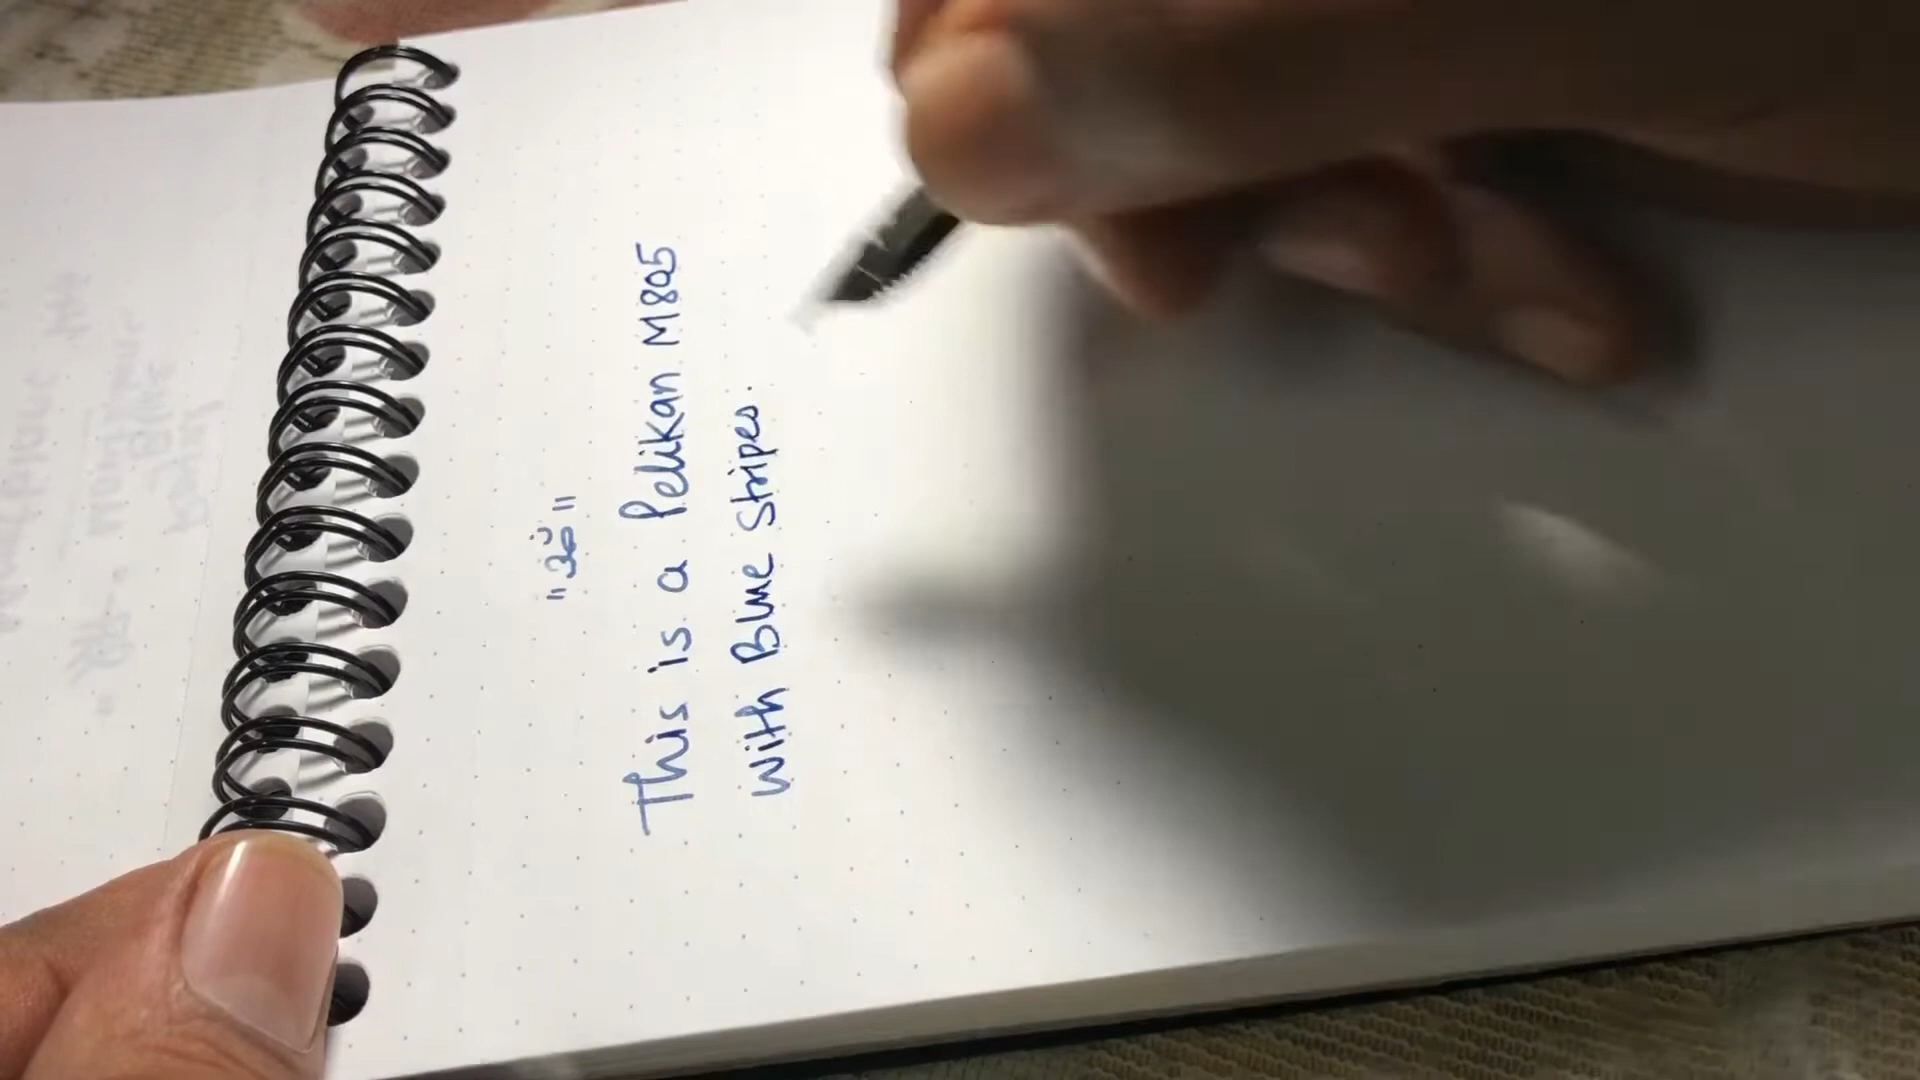 "ॐ"
This is a Pelikan M805
with Blue Stripes.